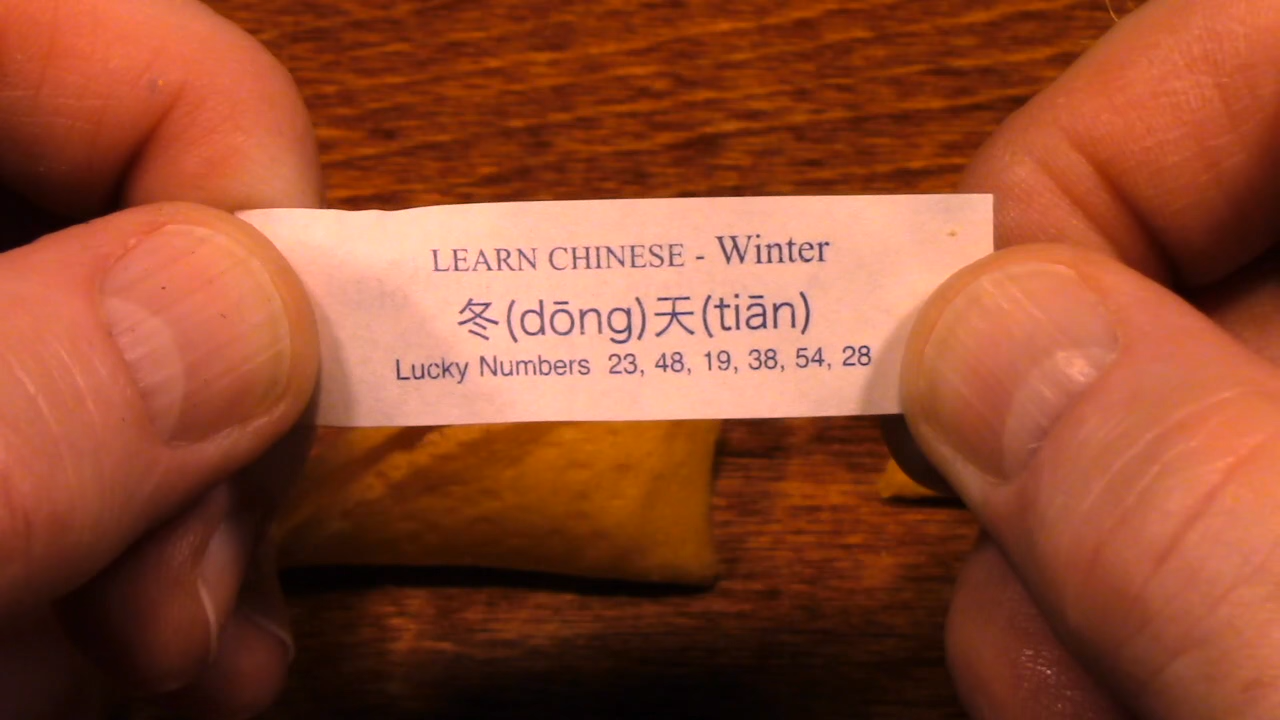 LEARN CHINESE - Winter
冬(dōng)天(tiān)
Lucky Numbers 23, 48, 19, 38, 54, 28